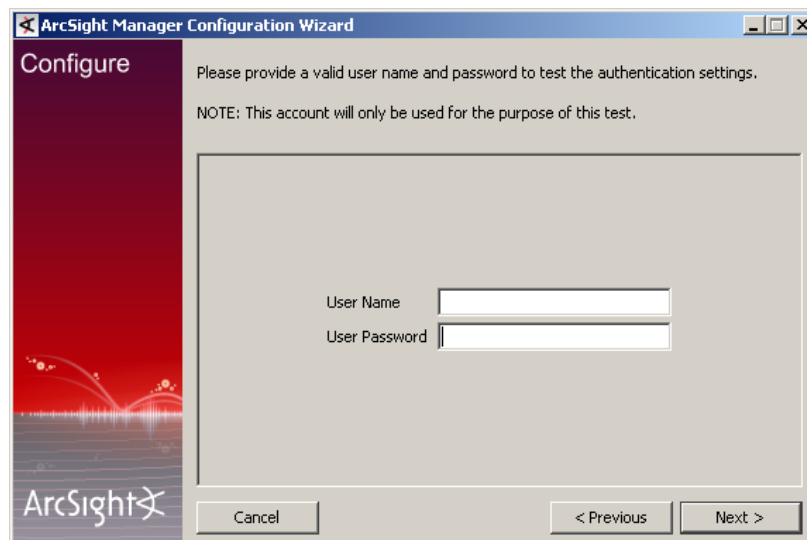 ArcSight Manager Configuration Wizard
Configure
Please provide a valid user name and password to test the authentication settings.
NOTE: This account will only be used for the purpose of this test.
User Name
User Password
ArcSight
Cancel
< Previous
Next >